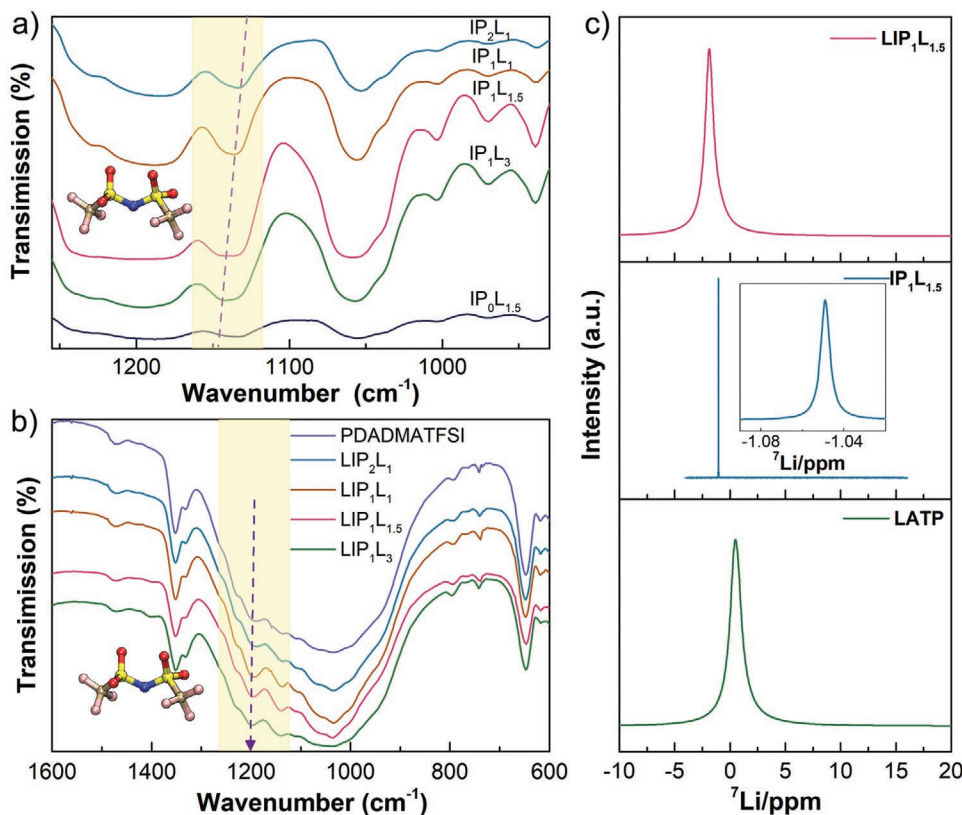 a)
Transimission (%)
IP₂L₁
IP₁L₁
IP₁L₁.₅
IP₁L₃
IP₀L₁.₅
1200 1100 1000
Wavenumber (cm⁻¹)
b)
Transimission (%)
PDADMATFSI
LIP₂L₁
LIP₁L₁
LIP₁L₁.₅
LIP₁L₃
1600 1400 1200 1000 800 600
Wavenumber (cm⁻¹)
c)
Intensity (a.u.)
LIP₁L₁.₅
IP₁L₁.₅
-1.08 -1.04
⁷Li/ppm
LATP
-10 -5 0 5 10 15 20
⁷Li/ppm